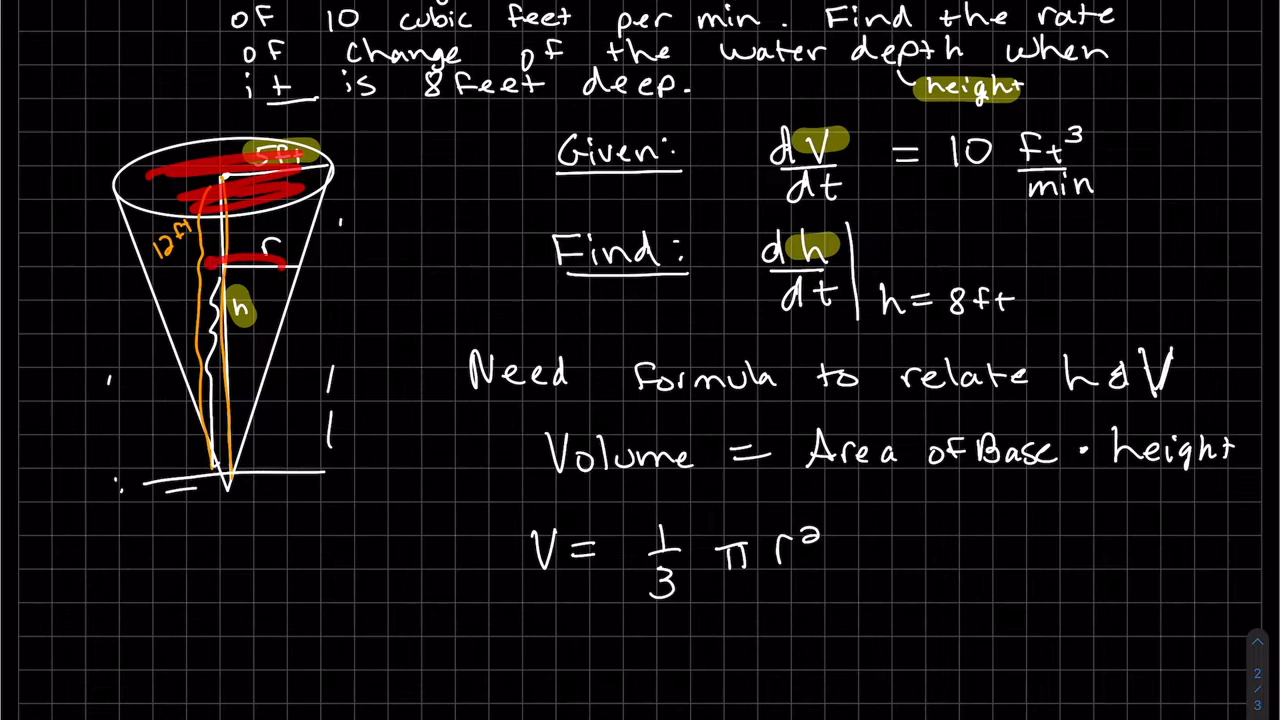 of 10 cubic feet per min. Find the rate
of change of the water depth when
it is 8 feet deep.
height
5ft
12ft
r
h
Given: dV/dt = 10 ft³/min
Find: dh/dt | h = 8ft
Need formula to relate h & V
Volume = Area of Base · height
V = 1/3 π r²
2
/
3